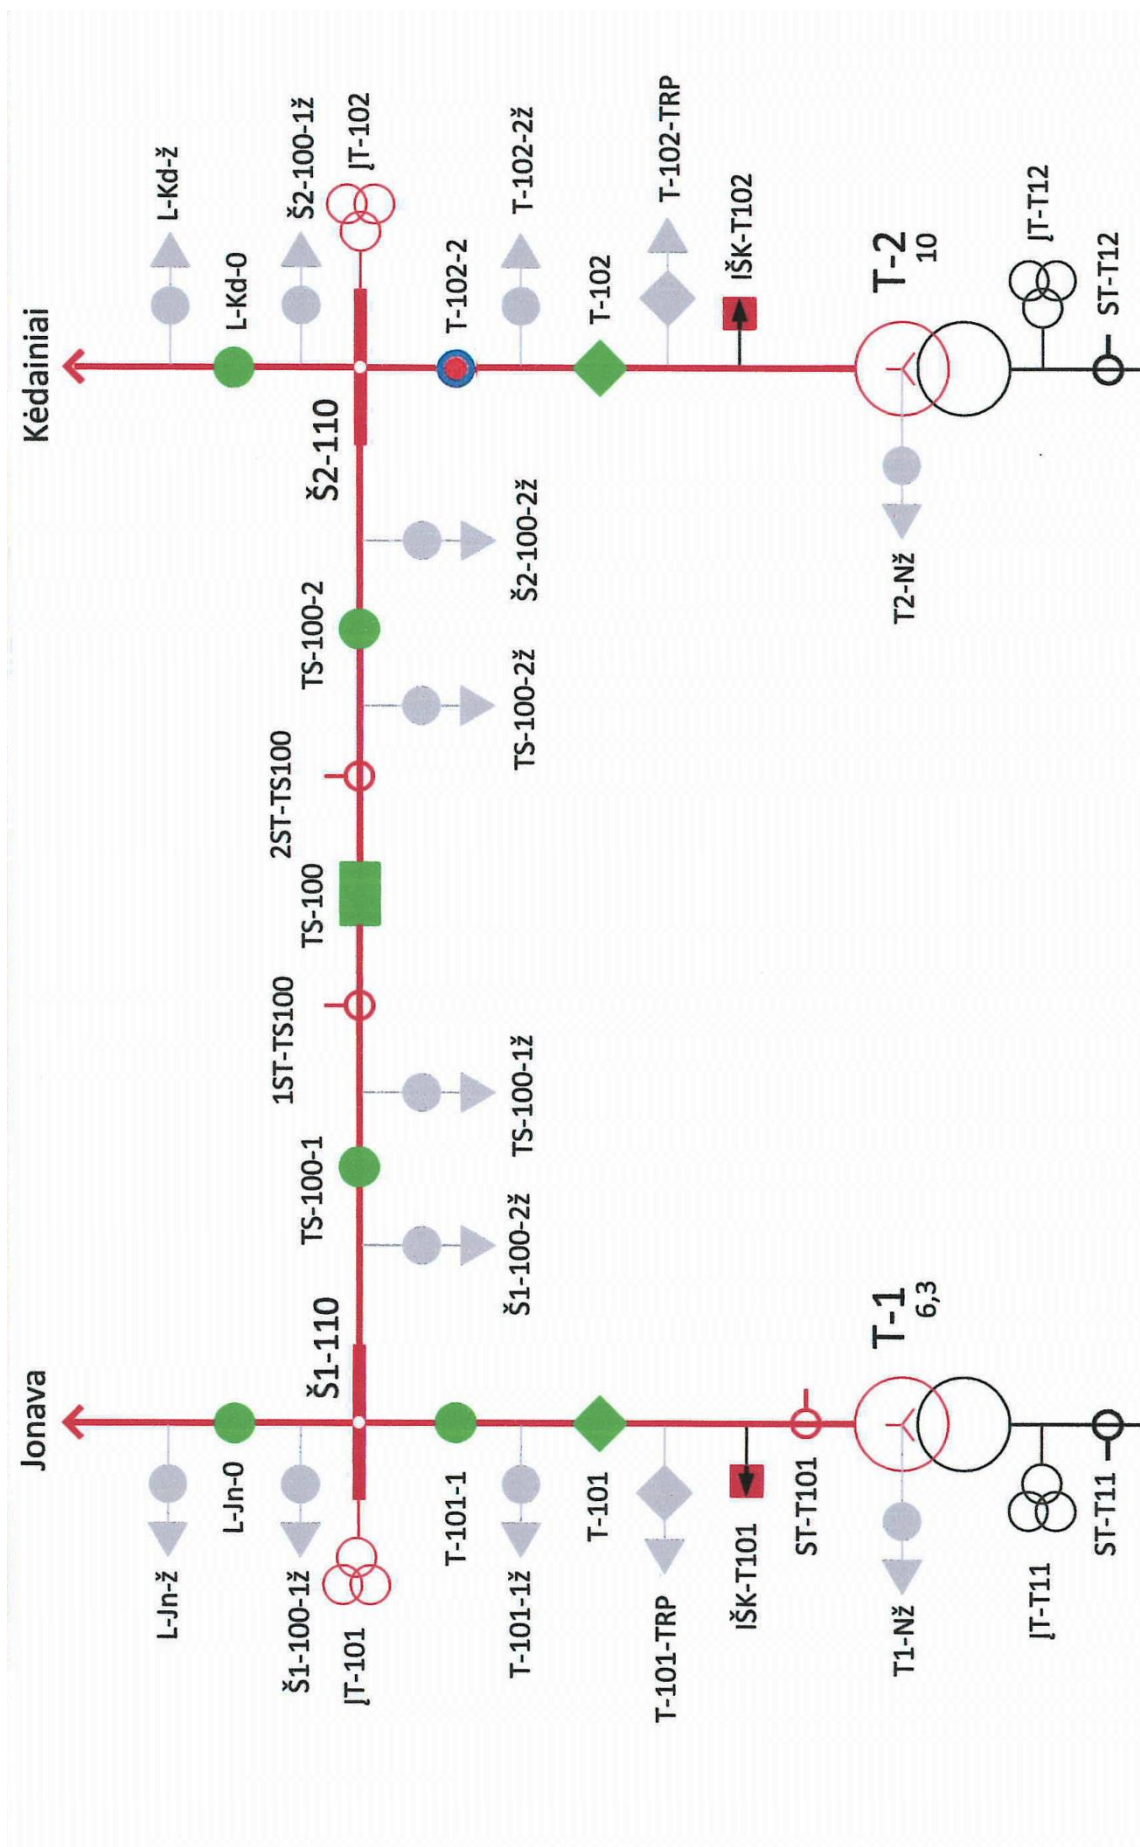 Jonava
Kėdainiai
L-Jn-ž
L-Kd-ž
L-Jn-0
L-Kd-0
Š1-100-1ž
Š2-100-1ž
Š1-110
TS-100-1
1ST-TS100
TS-100
2ST-TS100
TS-100-2
Š2-110
ĮT-101
ĮT-102
T-101-1
T-102-2
Š1-100-2ž
TS-100-1ž
TS-100-2ž
Š2-100-2ž
T-101-1ž
T-102-2ž
T-101
T-102
T-101-TRP
T-102-TRP
IŠK-T101
IŠK-T102
ST-T101
T-1
6,3
T-2
10
T1-Nž
T2-Nž
ĮT-T11
ĮT-T12
ST-T11
ST-T12